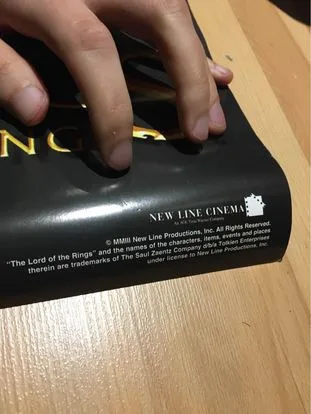 NG
NEW LINE CINEMA
An AOL Time Warner Company
© MMIII New Line Productions, Inc. All Rights Reserved.
"The Lord of the Rings" and the names of the characters, items, events and places
therein are trademarks of The Saul Zaentz Company d/b/a Tolkien Enterprises
under license to New Line Productions, Inc.